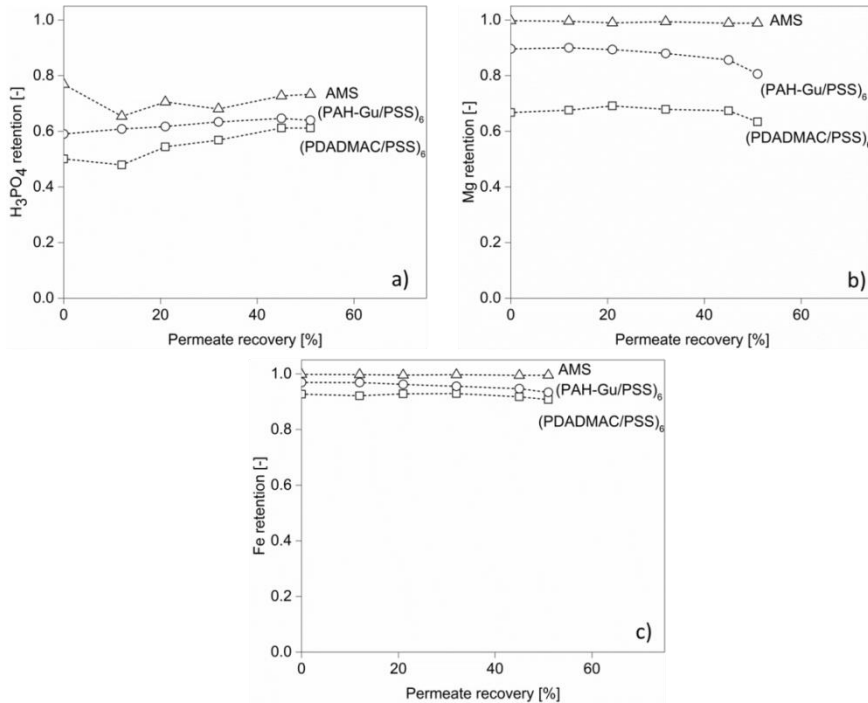 1.0
0.8
0.6
0.4
0.2
0.0
H₃PO₄ retention [-]
AMS
(PAH-Gu/PSS)₆
(PDADMAC/PSS)₆
a)
0 20 40 60
Permeate recovery [%]
1.0
0.8
0.6
0.4
0.2
0.0
Mg retention [-]
AMS
(PAH-Gu/PSS)₆
(PDADMAC/PSS)
b)
0 20 40 60
Permeate recovery [%]
1.0
0.8
0.6
0.4
0.2
0.0
Fe retention [-]
AMS
(PAH-Gu/PSS)₆
(PDADMAC/PSS)₆
c)
0 20 40 60
Permeate recovery [%]